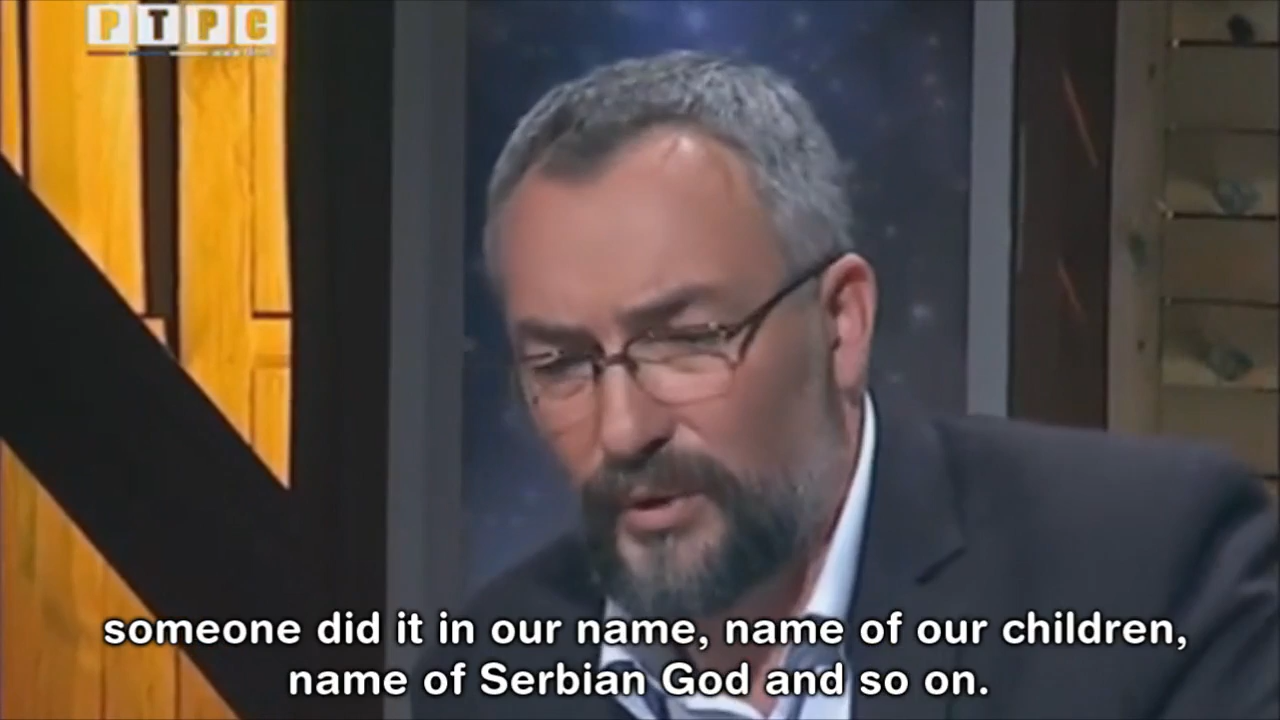 РТРС
someone did it in our name, name of our children,
name of Serbian God and so on.